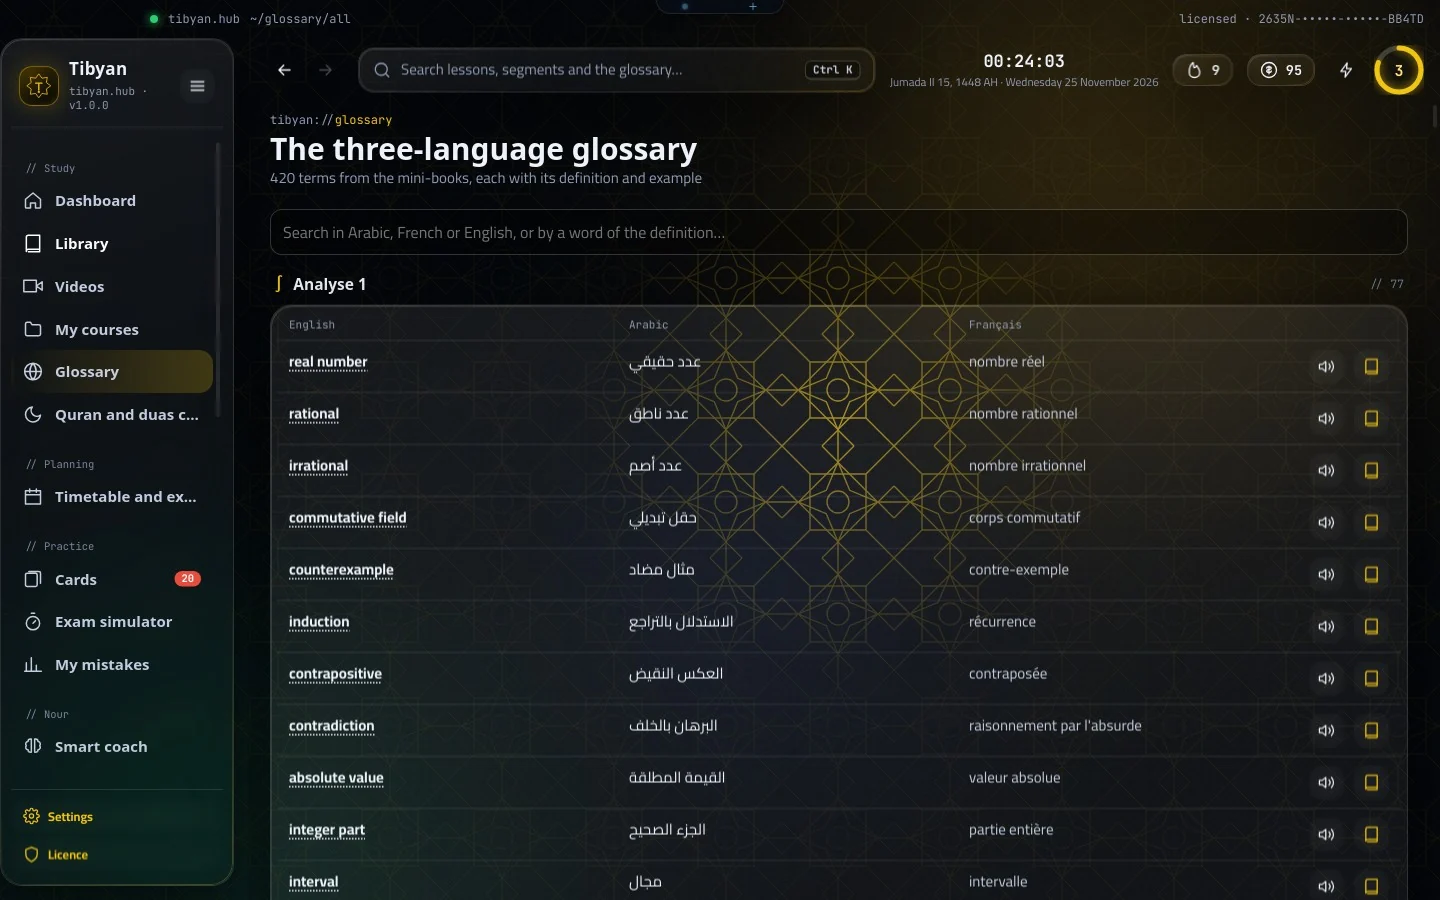 tibyan.hub ~/glossary/all
licensed · 2635N-••••••-•••••-BB4TD
Tibyan
tibyan.hub ·
v1.0.0
Search lessons, segments and the glossary...
Ctrl K
00:24:03
Jumada II 15, 1448 AH · Wednesday 25 November 2026
9
95
3
// Study
Dashboard
Library
Videos
My courses
Glossary
Quran and duas c...
// Planning
Timetable and ex...
// Practice
Cards
20
Exam simulator
My mistakes
// Nour
Smart coach
Settings
Licence
tibyan://glossary
The three-language glossary
420 terms from the mini-books, each with its definition and example
Search in Arabic, French or English, or by a word of the definition...
∫ Analyse 1
// 77
English Arabic Français
real number عدد حقيقي nombre réel
rational عدد ناطق nombre rationnel
irrational عدد أصم nombre irrationnel
commutative field حقل تبديلي corps commutatif
counterexample مثال مضاد contre-exemple
induction الاستدلال بالتراجع récurrence
contrapositive العكس النقيض contraposée
contradiction البرهان بالخلف raisonnement par l'absurde
absolute value القيمة المطلقة valeur absolue
integer part الجزء الصحيح partie entière
interval مجال intervalle